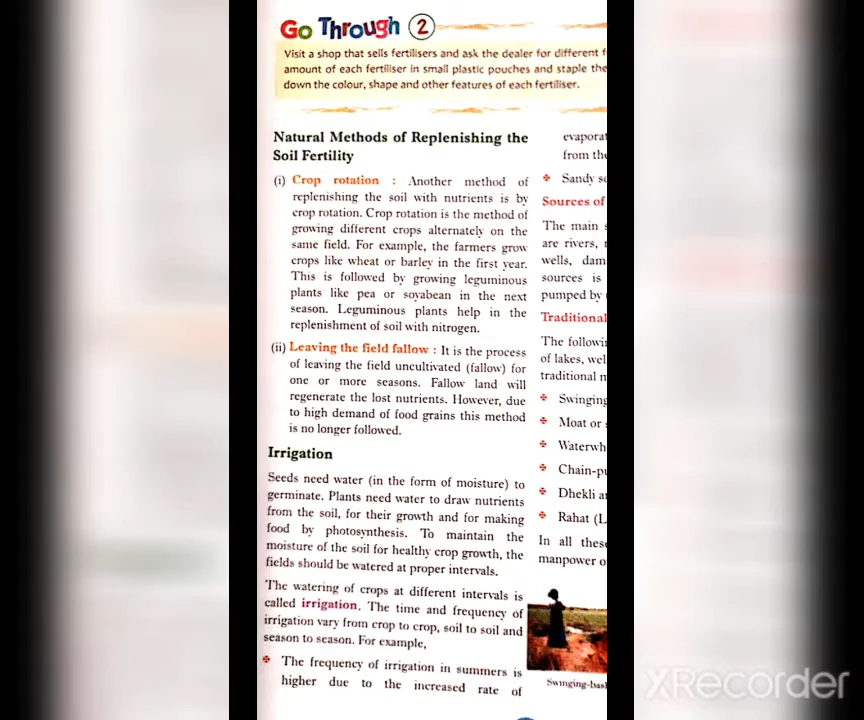 Go Through 2
Visit a shop that sells fertilisers and ask the dealer for different
amount of each fertiliser in small plastic pouches and staple
down the colour, shape and other features of each fertiliser.
Natural Methods of Replenishing the
Soil Fertility
(i) Crop rotation : Another method of
replenishing the soil with nutrients is by
crop rotation. Crop rotation is the method of
growing different crops alternately on the
same field. For example, the farmers grow
crops like wheat or barley in the first year.
This is followed by growing leguminous
plants like pea or soyabean in the next
season. Leguminous plants help in the
replenishment of soil with nitrogen.
(ii) Leaving the field fallow : It is the process
of leaving the field uncultivated (fallow) for
one or more seasons. Fallow land will
regenerate the lost nutrients. However, due
to high demand of food grains this method
is no longer followed.
Irrigation
Seeds need water (in the form of moisture) to
germinate. Plants need water to draw nutrients
from the soil, for their growth and for making
food by photosynthesis. To maintain the
moisture of the soil for healthy crop growth, the
fields should be watered at proper intervals.
The watering of crops at different intervals is
called irrigation. The time and frequency of
irrigation vary from crop to crop, soil to soil and
season to season. For example,
The frequency of irrigation in summers is
higher due to the increased rate of
from the
Sandy
Sources of
The main
are rivers,
wells,
sources is
pumped by
Traditional
The
of lakes,
traditional
Swinging
Moat or
Dhekli
Rahat
In all these
manpower
XRecorder